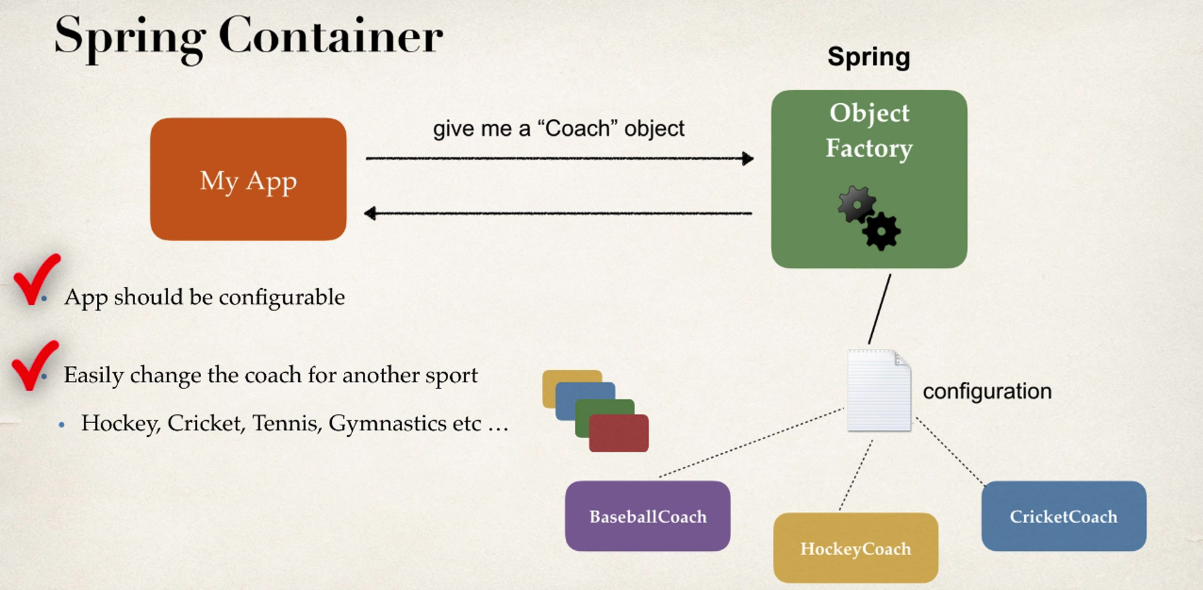 Spring Container
Spring
Object
Factory
give me a “Coach” object
My App
App should be configurable
Easily change the coach for another sport
Hockey, Cricket, Tennis, Gymnastics etc …
configuration
BaseballCoach
HockeyCoach
CricketCoach